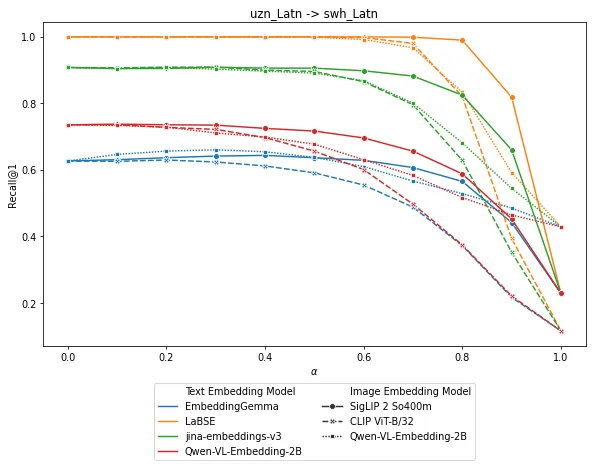 uzn_Latn -> swh_Latn
Recall@1
1.0
0.8
0.6
0.4
0.2
0.0 0.2 0.4 0.6 0.8 1.0
α
Text Embedding Model Image Embedding Model
EmbeddingGemma SigLIP 2 So400m
LaBSE CLIP ViT-B/32
jina-embeddings-v3 Qwen-VL-Embedding-2B
Qwen-VL-Embedding-2B